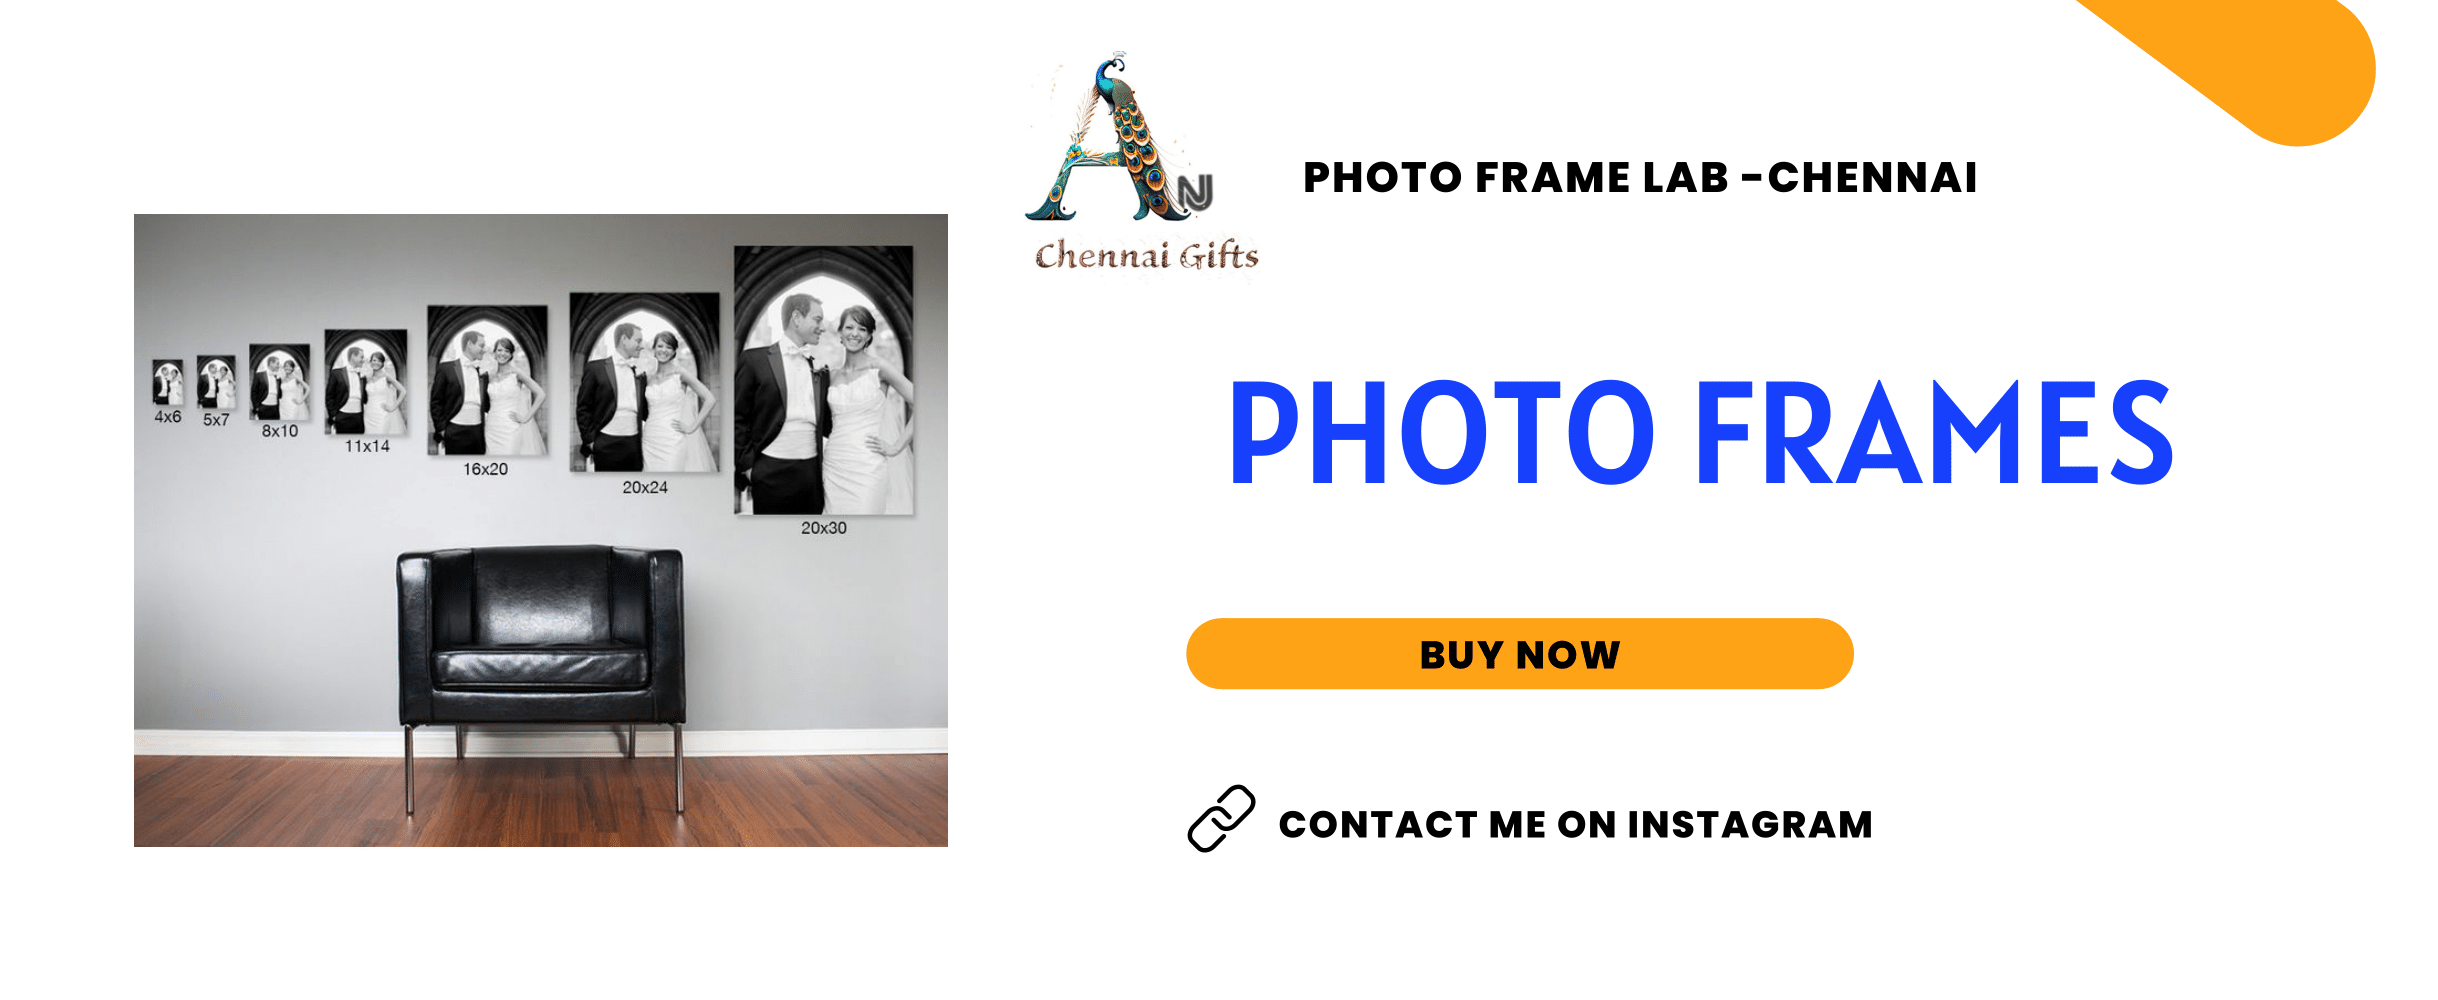 NJ
Chennai Gifts
PHOTO FRAME LAB -CHENNAI
4x6
5x7
8x10
11x14
16x20
20x24
20x30
PHOTO FRAMES
BUY NOW
CONTACT ME ON INSTAGRAM